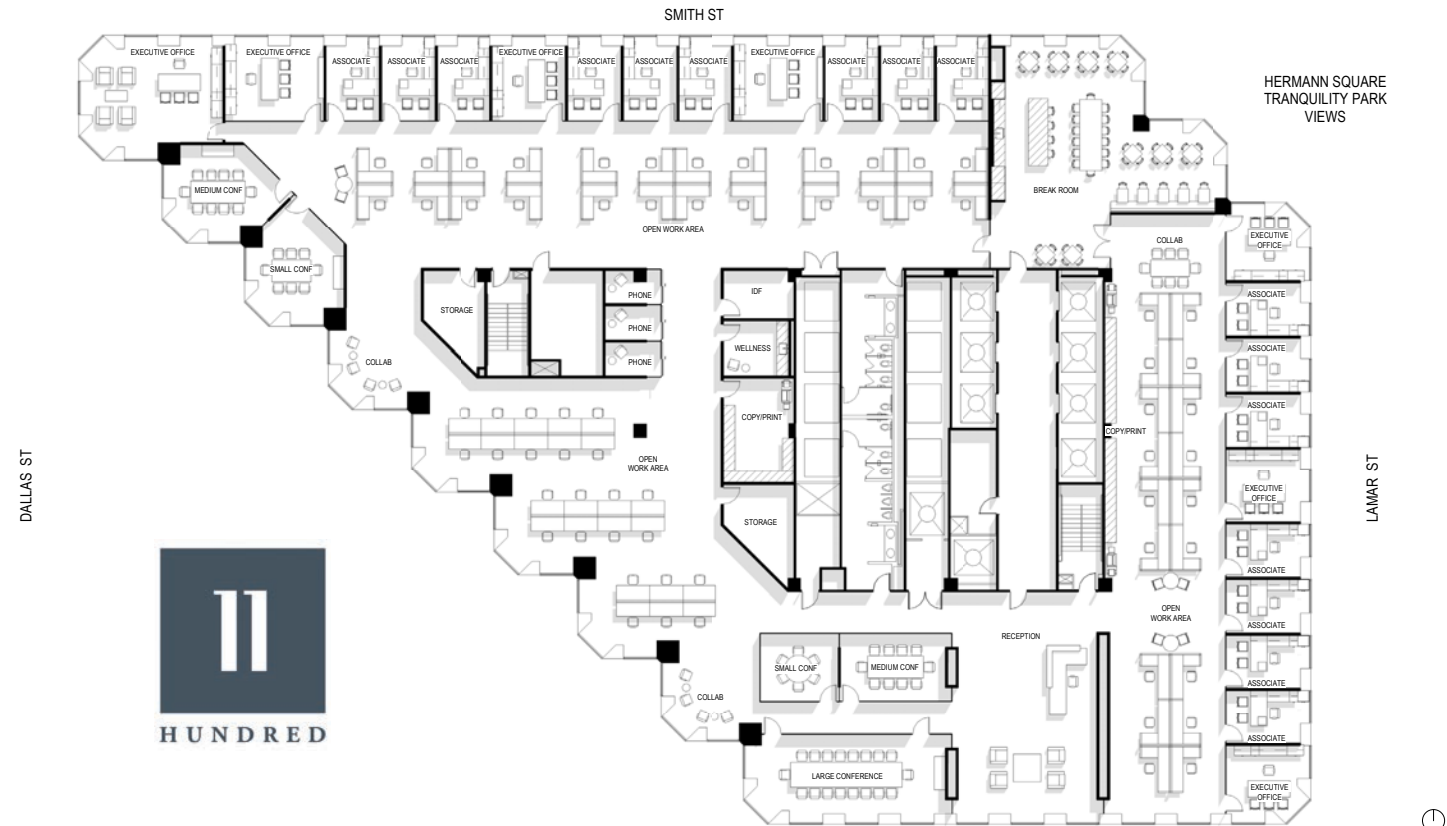 SMITH ST
EXECUTIVE OFFICE
EXECUTIVE OFFICE
ASSOCIATE
ASSOCIATE
ASSOCIATE
EXECUTIVE OFFICE
ASSOCIATE
ASSOCIATE
ASSOCIATE
EXECUTIVE OFFICE
ASSOCIATE
ASSOCIATE
ASSOCIATE
HERMANN SQUARE
TRANQUILITY PARK
VIEWS
MEDIUM CONF
BREAK ROOM
OPEN WORK AREA
SMALL CONF
COLLAB
EXECUTIVE
OFFICE
STORAGE
PHONE
PHONE
PHONE
IDF
WELLNESS
COPY/PRINT
STORAGE
COLLAB
OPEN
WORK AREA
COPY/PRINT
ASSOCIATE
ASSOCIATE
ASSOCIATE
EXECUTIVE
OFFICE
ASSOCIATE
ASSOCIATE
ASSOCIATE
ASSOCIATE
EXECUTIVE
OFFICE
DALLAS ST
LAMAR ST
OPEN
WORK AREA
RECEPTION
SMALL CONF
MEDIUM CONF
COLLAB
LARGE CONFERENCE
11
HUNDRED